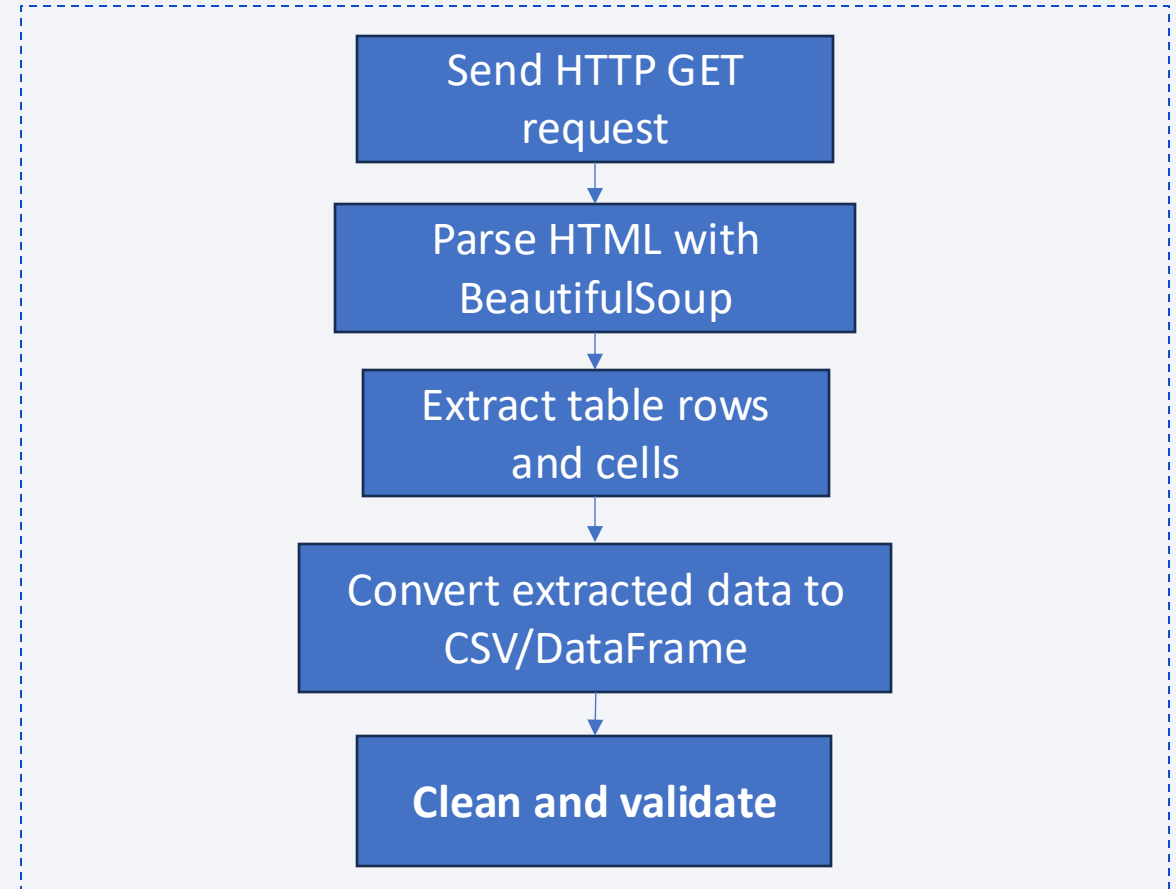 Send HTTP GET
request
Parse HTML with
BeautifulSoup
Extract table rows
and cells
Convert extracted data to
CSV/DataFrame
Clean and validate